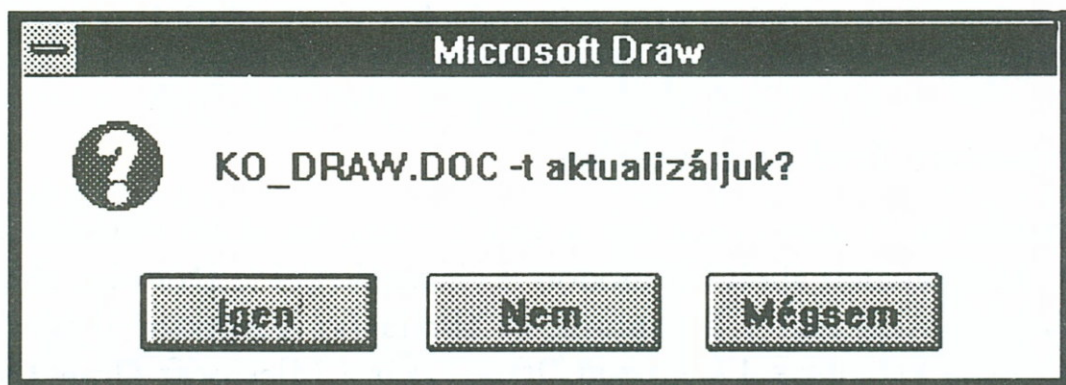 Microsoft Draw
KO_DRAW.DOC -t aktualizáljuk?
Igen
Nem
Mégsem